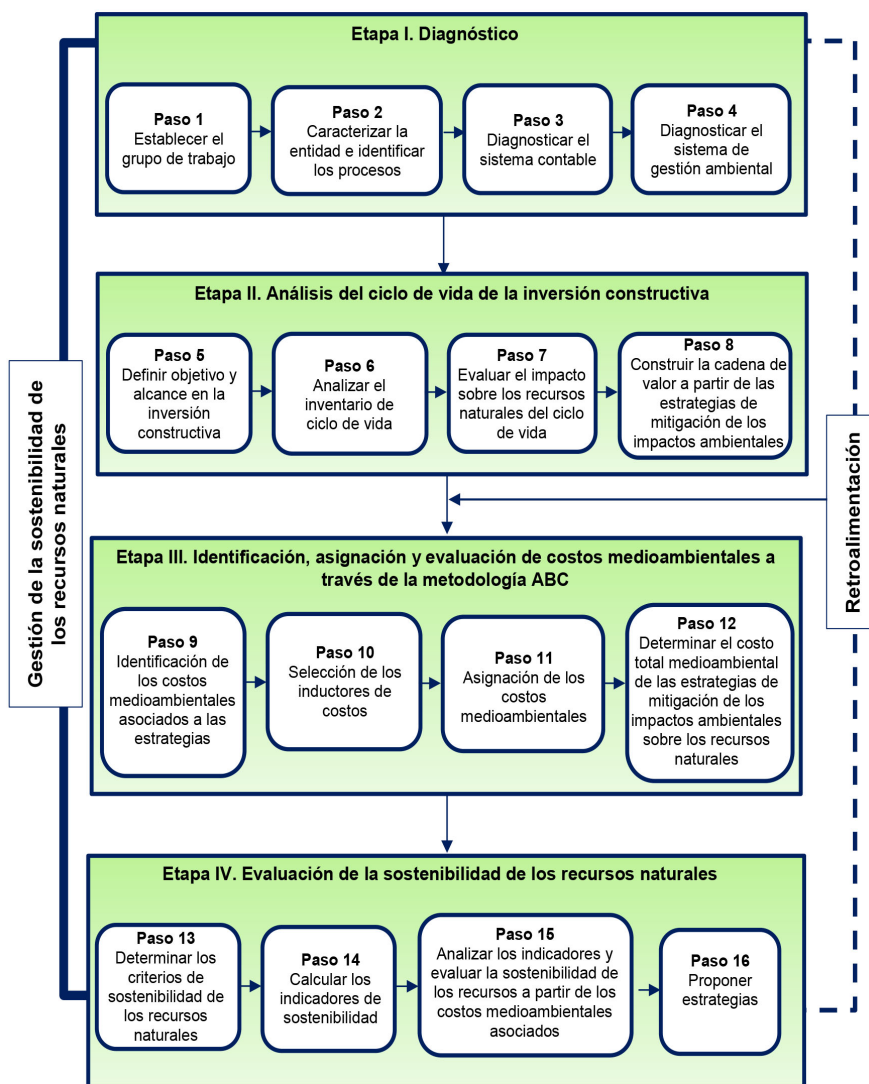 Etapa I. Diagnóstico
Paso 1
Establecer el
grupo de trabajo
Paso 2
Caracterizar la
entidad e identificar
los procesos
Paso 3
Diagnosticar el
sistema contable
Paso 4
Diagnosticar el
sistema de
gestión ambiental
Etapa II. Análisis del ciclo de vida de la inversión constructiva
Paso 5
Definir objetivo y
alcance en la
inversión
constructiva
Paso 6
Analizar el
inventario de
ciclo de vida
Paso 7
Evaluar el impacto
sobre los recursos
naturales del ciclo
de vida
Paso 8
Construir la cadena de
valor a partir de las
estrategias de
mitigación de los
impactos ambientales
Gestión de la sostenibilidad de
los recursos naturales
Retroalimentación
Etapa III. Identificación, asignación y evaluación de costos medioambientales a
través de la metodología ABC
Paso 9
Identificación de
los costos
medioambientales
asociados a las
estrategias
Paso 10
Selección de los
inductores de
costos
Paso 11
Asignación de los
costos
medioambientales
Paso 12
Determinar el costo
total medioambiental
de las estrategias de
mitigación de los
impactos ambientales
sobre los recursos
naturales
Etapa IV. Evaluación de la sostenibilidad de los recursos naturales
Paso 13
Determinar los
criterios de
sostenibilidad de
los recursos
naturales
Paso 14
Calcular los
indicadores de
sostenibilidad
Paso 15
Analizar los indicadores y
evaluar la sostenibilidad de
los recursos a partir de los
costos medioambientales
asociados
Paso 16
Proponer
estrategias